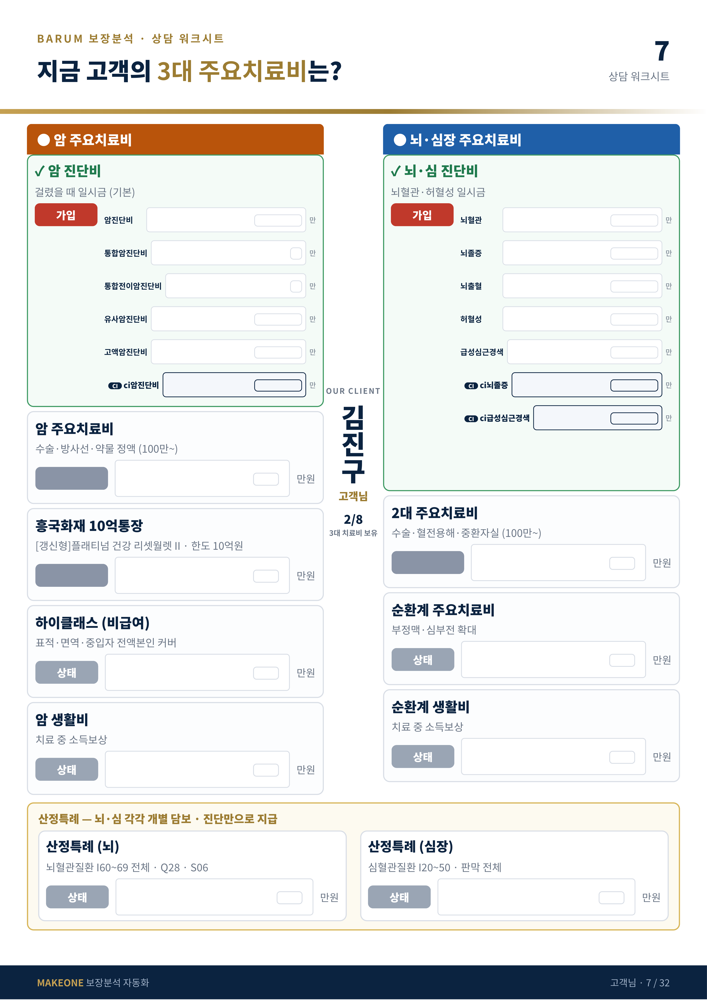 BARUM 보장분석 · 상담 워크시트
지금 고객의 3대 주요치료비는?
7
상담 워크시트
암 주요치료비
✓ 암 진단비
걸렸을 때 일시금 (기본)
가입
암진단비 만
통합암진단비 만
통합전이암진단비 만
유사암진단비 만
고액암진단비 만
CI ci암진단비 만
암 주요치료비
수술·방사선·약물 정액 (100만~)
만원
흥국화재 10억통장
[갱신형]플래티넘 건강 리셋월렛 II · 한도 10억원
만원
하이클래스 (비급여)
표적·면역·중입자 전액본인 커버
상태 만원
암 생활비
치료 중 소득보상
상태 만원
OUR CLIENT
김
진
구
고객님
2/8
3대 치료비 보유
뇌·심장 주요치료비
✓ 뇌·심 진단비
뇌혈관·허혈성 일시금
가입
뇌혈관 만
뇌졸중 만
뇌출혈 만
허혈성 만
급성심근경색 만
CI ci뇌졸중 만
CI ci급성심근경색 만
2대 주요치료비
수술·혈전용해·중환자실 (100만~)
만원
순환계 주요치료비
부정맥·심부전 확대
상태 만원
순환계 생활비
치료 중 소득보상
상태 만원
산정특례 — 뇌·심 각각 개별 담보 · 진단만으로 지급
산정특례 (뇌)
뇌혈관질환 I60~69 전체 · Q28 · S06
상태 만원
산정특례 (심장)
심혈관질환 I20~50 · 판막 전체
상태 만원
MAKEONE 보장분석 자동화
고객님 · 7 / 32